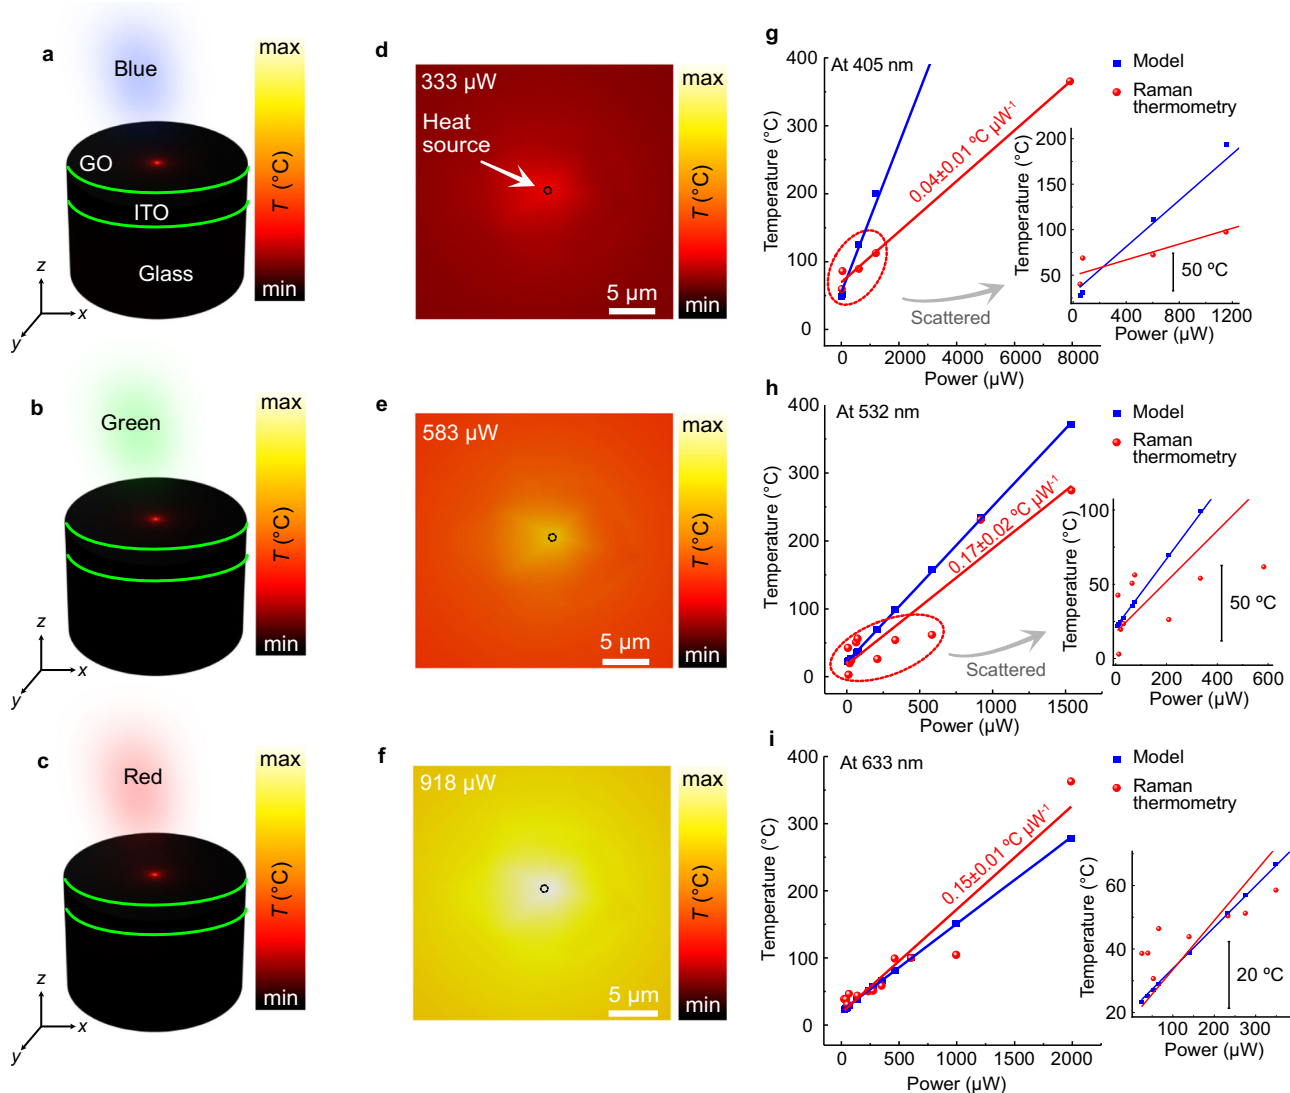 a
Blue
GO
ITO
Glass
z
x
y
max
T (°C)
min
d
333 µW
Heat
source
5 µm
max
T (°C)
min
g
At 405 nm
Model
Raman
thermometry
Temperature (°C)
400
300
200
100
0
0.04±0.01 ºC µW⁻¹
Scattered
0
2000
4000
6000
8000
Power (µW)
Temperature (°C)
200
150
100
50
50 ºC
0
400
800
1200
Power (µW)
b
Green
z
x
y
max
T (°C)
min
e
583 µW
5 µm
max
T (°C)
min
h
At 532 nm
Model
Raman
thermometry
Temperature (°C)
400
300
200
100
0
0.17±0.02 ºC µW⁻¹
Scattered
0
500
1000
1500
Power (µW)
Temperature (°C)
100
50
0
50 ºC
0
200
400
600
Power (µW)
c
Red
z
x
y
max
T (°C)
min
f
918 µW
5 µm
max
T (°C)
min
i
At 633 nm
Model
Raman
thermometry
Temperature (°C)
400
300
200
100
0
0.15±0.01 ºC µW⁻¹
0
500
1000
1500
2000
Power (µW)
Temperature (°C)
60
40
20
20 ºC
100
300
Power (µW)